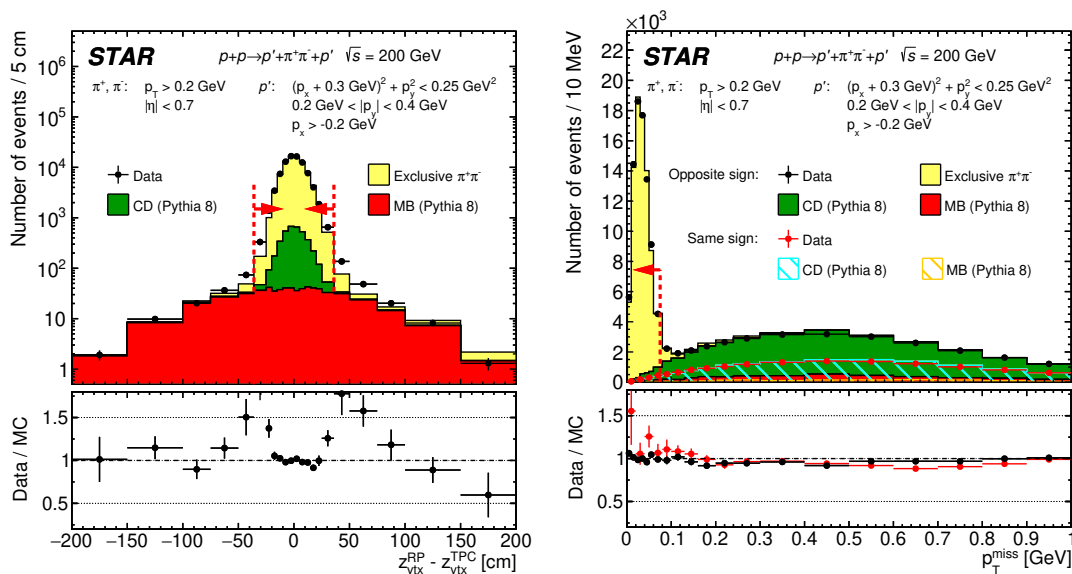 STAR p+p→p′+π⁺π⁻+p′ √s = 200 GeV
π⁺, π⁻: p_T > 0.2 GeV p′: (p_x + 0.3 GeV)² + p_y² < 0.25 GeV²
|η| < 0.7 0.2 GeV < |p_y| < 0.4 GeV
p_x > -0.2 GeV
Data Exclusive π⁺π⁻
CD (Pythia 8) MB (Pythia 8)
Number of events / 5 cm
10⁶
10⁵
10⁴
10³
10²
10
1
Data / MC
1.5
1
0.5
−200 −150 −100 −50 0 50 100 150 200
z_vtx^RP - z_vtx^TPC [cm]
×10³
STAR p+p→p′+π⁺π⁻+p′ √s = 200 GeV
π⁺, π⁻: p_T > 0.2 GeV p′: (p_x + 0.3 GeV)² + p_y² < 0.25 GeV²
|η| < 0.7 0.2 GeV < |p_y| < 0.4 GeV
p_x > -0.2 GeV
Opposite sign: Data Exclusive π⁺π⁻
CD (Pythia 8) MB (Pythia 8)
Same sign: Data
CD (Pythia 8) MB (Pythia 8)
Number of events / 10 MeV
22
20
18
16
14
12
10
8
6
4
2
0
Data / MC
1.5
1
0.5
0 0.1 0.2 0.3 0.4 0.5 0.6 0.7 0.8 0.9 1
p_T^miss [GeV]